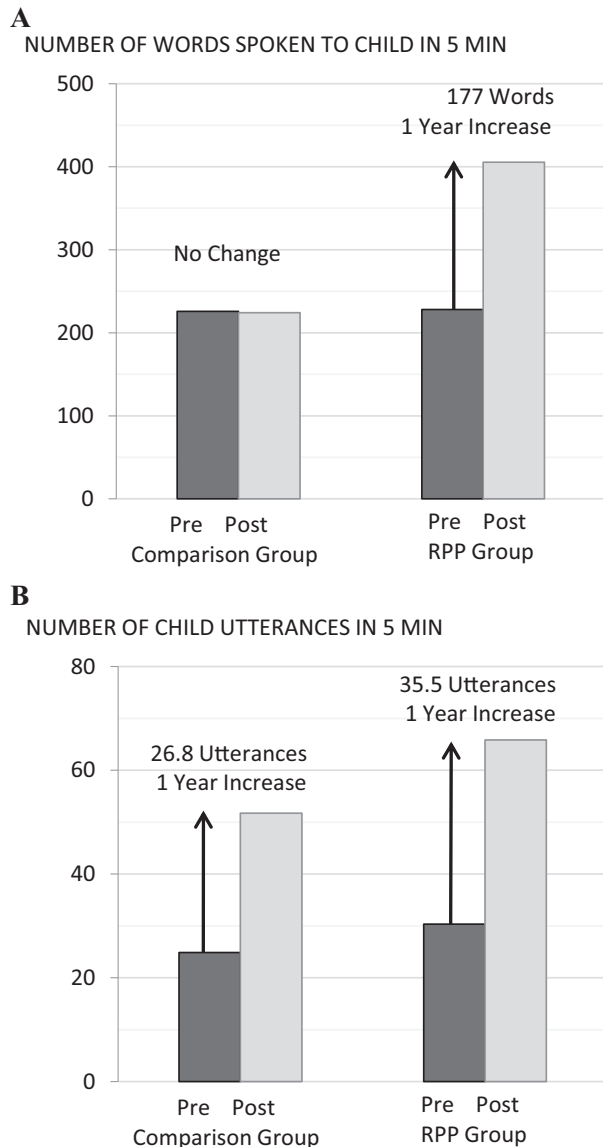 A
NUMBER OF WORDS SPOKEN TO CHILD IN 5 MIN
500
177 Words
1 Year Increase
400
300
No Change
200
100
0
Pre Post Pre Post
Comparison Group RPP Group
B
NUMBER OF CHILD UTTERANCES IN 5 MIN
80
35.5 Utterances
1 Year Increase
26.8 Utterances
1 Year Increase
60
40
20
0
Pre Post Pre Post
Comparison Group RPP Group